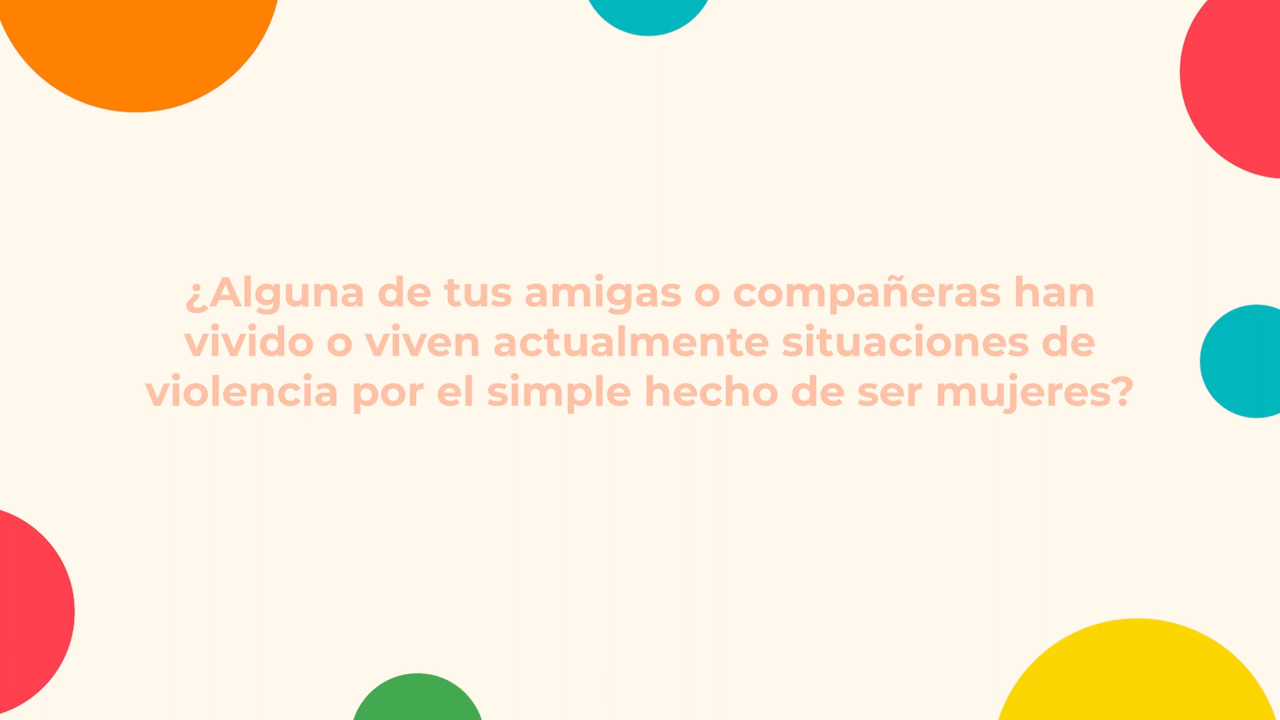 ¿Alguna de tus amigas o compañeras han
vivido o viven actualmente situaciones de
violencia por el simple hecho de ser mujeres?